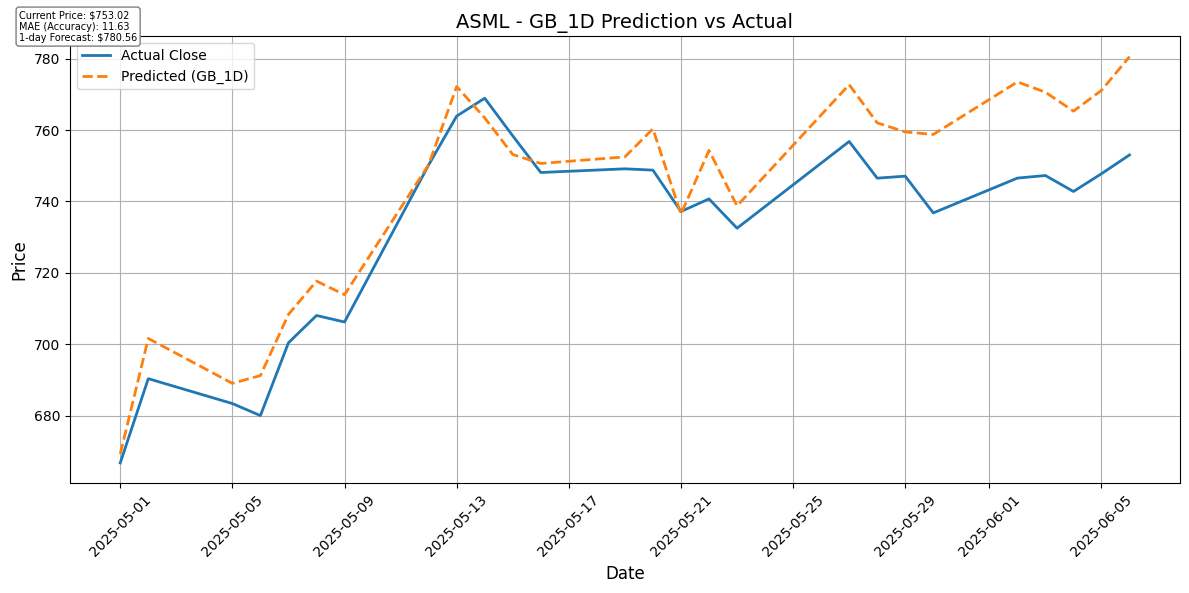 Current Price: $753.02
MAE (Accuracy): 11.63
1-day Forecast: $780.56
ASML - GB_1D Prediction vs Actual
Actual Close
Predicted (GB_1D)
Price
780
760
740
720
700
680
2025-05-01
2025-05-05
2025-05-09
2025-05-13
2025-05-17
2025-05-21
2025-05-25
2025-05-29
2025-06-01
2025-06-05
Date